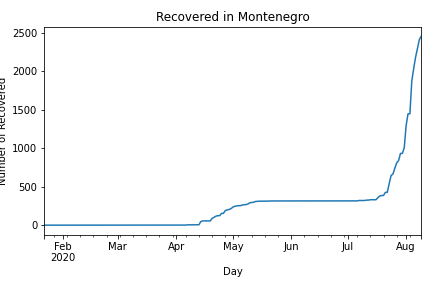 Recovered in Montenegro
Number of Recovered
2500
2000
1500
1000
500
0
Feb Mar Apr May Jun Jul Aug
2020
Day